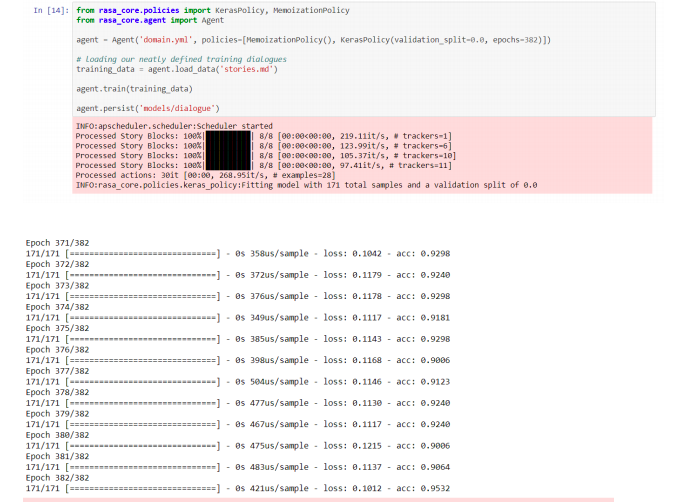 In [14]: from rasa_core.policies import KerasPolicy, MemoizationPolicy
from rasa_core.agent import Agent
agent = Agent('domain.yml', policies=[MemoizationPolicy(), KerasPolicy(validation_split=0.0, epochs=382)])
# loading our neatly defined training dialogues
training_data = agent.load_data('stories.md')
agent.train(training_data)
agent.persist('models/dialogue')
INFO:apscheduler.scheduler:Scheduler started
Processed Story Blocks: 100%| | 8/8 [00:00<00:00, 219.11it/s, # trackers=1]
Processed Story Blocks: 100%| | 8/8 [00:00<00:00, 123.99it/s, # trackers=6]
Processed Story Blocks: 100%| | 8/8 [00:00<00:00, 105.37it/s, # trackers=10]
Processed Story Blocks: 100%| | 8/8 [00:00<00:00, 97.41it/s, # trackers=11]
Processed actions: 30it [00:00, 268.95it/s, # examples=28]
INFO:rasa_core.policies.keras_policy:Fitting model with 171 total samples and a validation split of 0.0
Epoch 371/382
171/171 [==============================] - 0s 358us/sample - loss: 0.1042 - acc: 0.9298
Epoch 372/382
171/171 [==============================] - 0s 372us/sample - loss: 0.1179 - acc: 0.9240
Epoch 373/382
171/171 [==============================] - 0s 376us/sample - loss: 0.1178 - acc: 0.9298
Epoch 374/382
171/171 [==============================] - 0s 349us/sample - loss: 0.1117 - acc: 0.9181
Epoch 375/382
171/171 [==============================] - 0s 385us/sample - loss: 0.1143 - acc: 0.9298
Epoch 376/382
171/171 [==============================] - 0s 398us/sample - loss: 0.1168 - acc: 0.9006
Epoch 377/382
171/171 [==============================] - 0s 504us/sample - loss: 0.1146 - acc: 0.9123
Epoch 378/382
171/171 [==============================] - 0s 477us/sample - loss: 0.1130 - acc: 0.9240
Epoch 379/382
171/171 [==============================] - 0s 467us/sample - loss: 0.1117 - acc: 0.9240
Epoch 380/382
171/171 [==============================] - 0s 475us/sample - loss: 0.1215 - acc: 0.9006
Epoch 381/382
171/171 [==============================] - 0s 483us/sample - loss: 0.1137 - acc: 0.9064
Epoch 382/382
171/171 [==============================] - 0s 421us/sample - loss: 0.1012 - acc: 0.9532